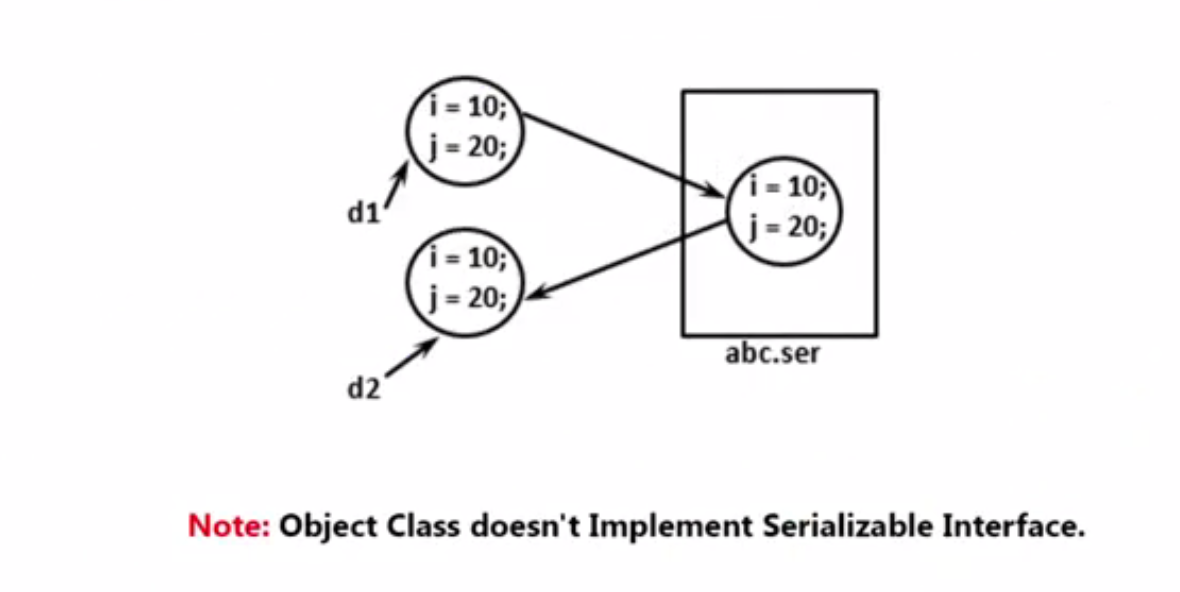 i = 10;
j = 20;
d1
i = 10;
j = 20;
d2
i = 10;
j = 20;
abc.ser
Note: Object Class doesn't Implement Serializable Interface.